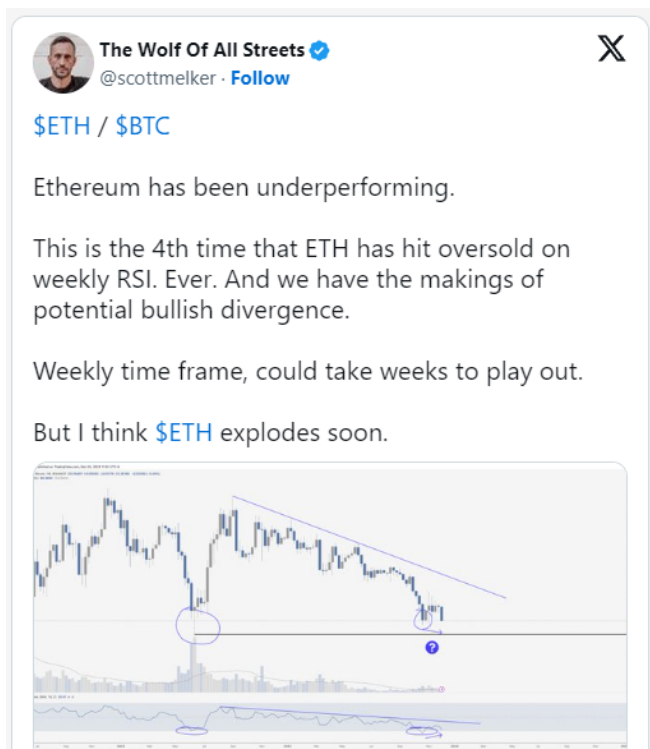 The Wolf Of All Streets
@scottmelker · Follow
$ETH / $BTC
Ethereum has been underperforming.
This is the 4th time that ETH has hit oversold on
weekly RSI. Ever. And we have the makings of
potential bullish divergence.
Weekly time frame, could take weeks to play out.
But I think $ETH explodes soon.
?